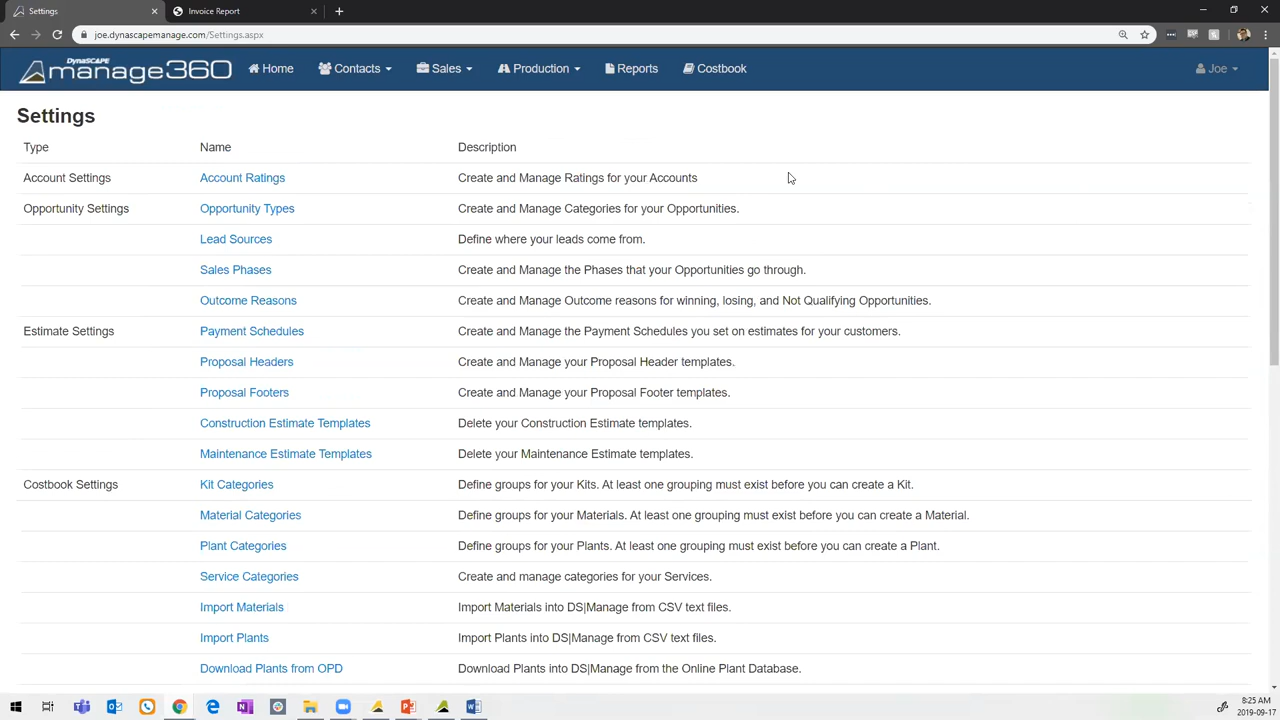 Settings
Invoice Report
joe.dynascapemanage.com/Settings.aspx
DynaSCAPE
manage360
Home
Contacts
Sales
Production
Reports
Costbook
Joe
Settings
Type Name Description
Account Settings Account Ratings Create and Manage Ratings for your Accounts
Opportunity Settings Opportunity Types Create and Manage Categories for your Opportunities.
Lead Sources Define where your leads come from.
Sales Phases Create and Manage the Phases that your Opportunities go through.
Outcome Reasons Create and Manage Outcome reasons for winning, losing, and Not Qualifying Opportunities.
Estimate Settings Payment Schedules Create and Manage the Payment Schedules you set on estimates for your customers.
Proposal Headers Create and Manage your Proposal Header templates.
Proposal Footers Create and Manage your Proposal Footer templates.
Construction Estimate Templates Delete your Construction Estimate templates.
Maintenance Estimate Templates Delete your Maintenance Estimate templates.
Costbook Settings Kit Categories Define groups for your Kits. At least one grouping must exist before you can create a Kit.
Material Categories Define groups for your Materials. At least one grouping must exist before you can create a Material.
Plant Categories Define groups for your Plants. At least one grouping must exist before you can create a Plant.
Service Categories Create and manage categories for your Services.
Import Materials Import Materials into DS|Manage from CSV text files.
Import Plants Import Plants into DS|Manage from CSV text files.
Download Plants from OPD Download Plants into DS|Manage from the Online Plant Database.
8:25 AM
2019-09-17